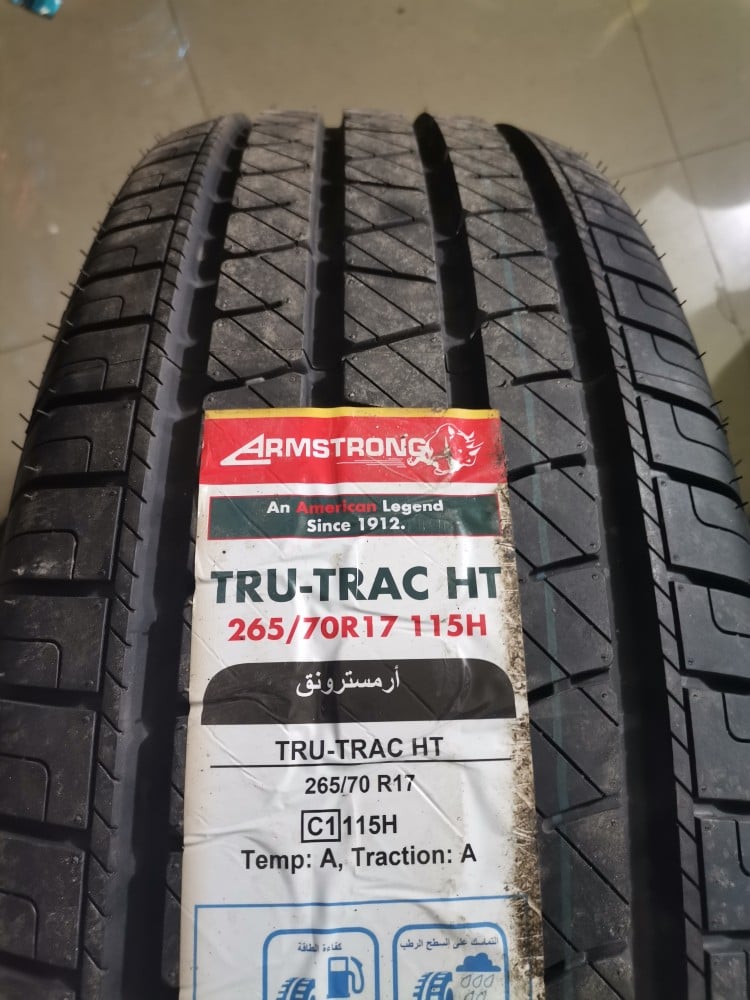 ARMSTRONG
An American Legend
Since 1912.
TRU-TRAC HT
265/70R17 115H
أرمسترونق
TRU-TRAC HT
265/70 R17
C1 115H
Temp: A, Traction: A
كفاءة الطاقة
التماسك على السطح الرطب